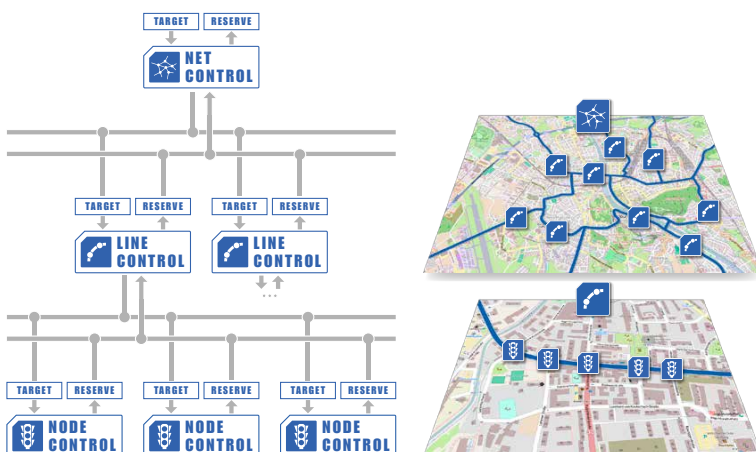 TARGET RESERVE
NET
CONTROL
TARGET RESERVE TARGET RESERVE
LINE
CONTROL
LINE
CONTROL
...
TARGET RESERVE TARGET RESERVE TARGET RESERVE
NODE
CONTROL
NODE
CONTROL
NODE
CONTROL